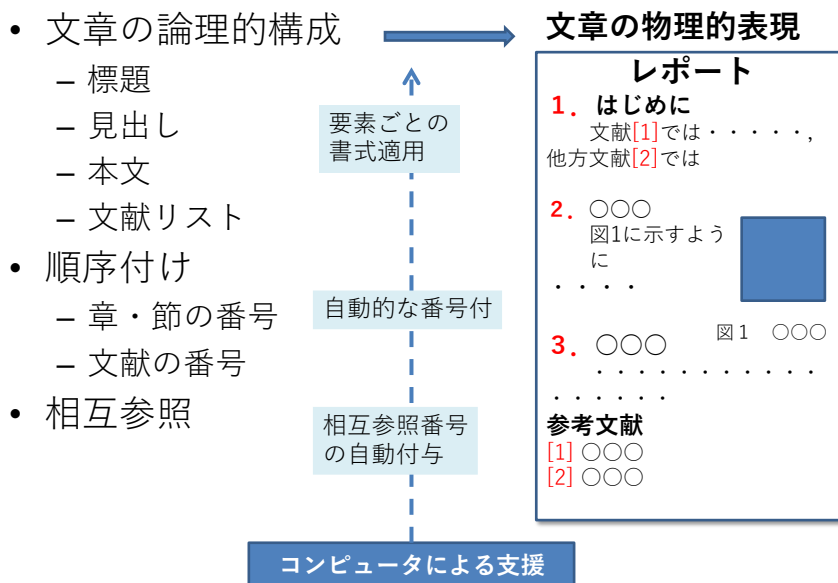 • 文章の論理的構成
– 標題
– 見出し
– 本文
– 文献リスト
• 順序付け
– 章・節の番号
– 文献の番号
• 相互参照
要素ごとの
書式適用
自動的な番号付
相互参照番号
の自動付与
コンピュータによる支援
文章の物理的表現
レポート
1. はじめに
文献[1]では・・・・・,
他方文献[2]では
2. ○○○
図1に示すよう
に
・・・・
図1 ○○○
3. ○○○
・・・・・・・・・・・
・・・・・・
参考文献
[1] ○○○
[2] ○○○